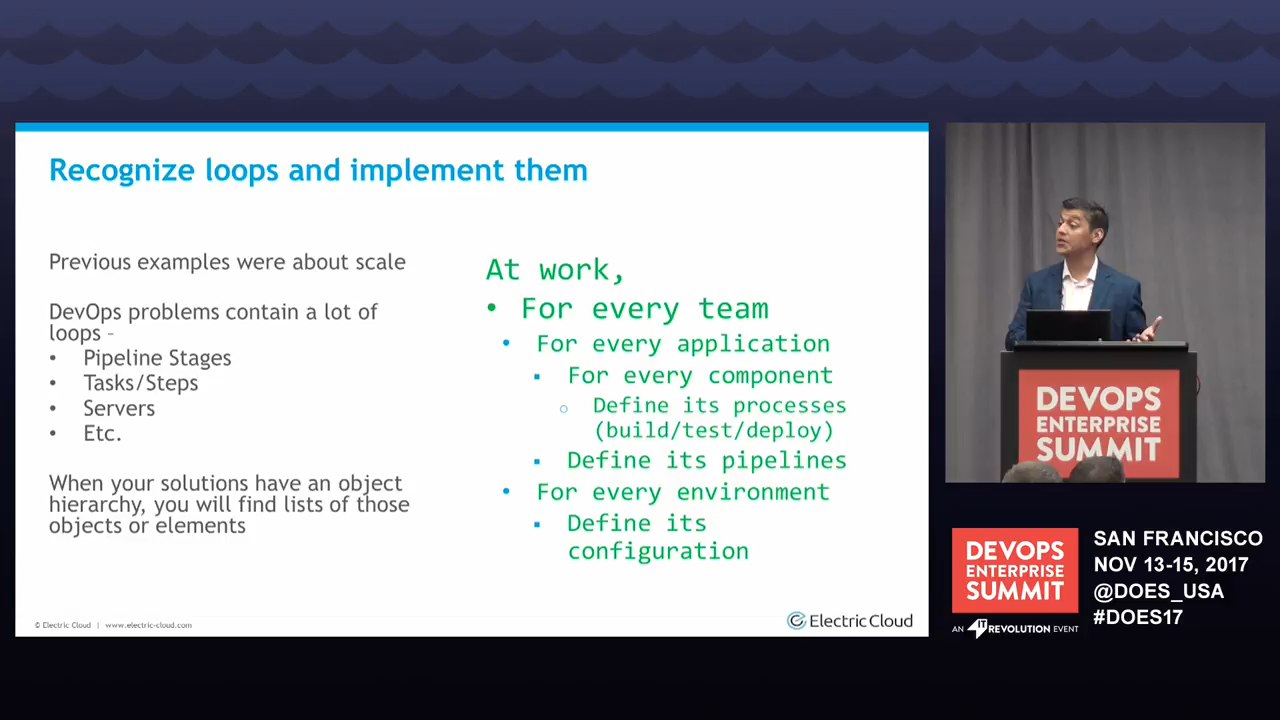 Recognize loops and implement them
Previous examples were about scale
DevOps problems contain a lot of
loops –
• Pipeline Stages
• Tasks/Steps
• Servers
• Etc.
When your solutions have an object
hierarchy, you will find lists of those
objects or elements
At work,
• For every team
• For every application
▪ For every component
○ Define its processes
(build/test/deploy)
▪ Define its pipelines
• For every environment
▪ Define its
configuration
© Electric Cloud | www.electric-cloud.com
Electric Cloud
DEVOPS
ENTERPRISE
SUMMIT
DEVOPS
ENTERPRISE
SUMMIT
AN IT REVOLUTION EVENT
SAN FRANCISCO
NOV 13-15, 2017
@DOES_USA
#DOES17